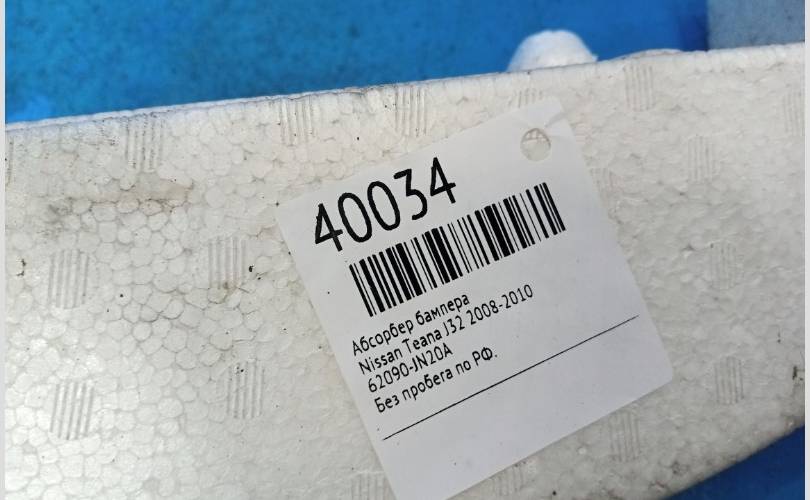 40034
Абсорбер бампера
Nissan Teana J32 2008-2010
62090-JN20A
Без пробега по РФ.